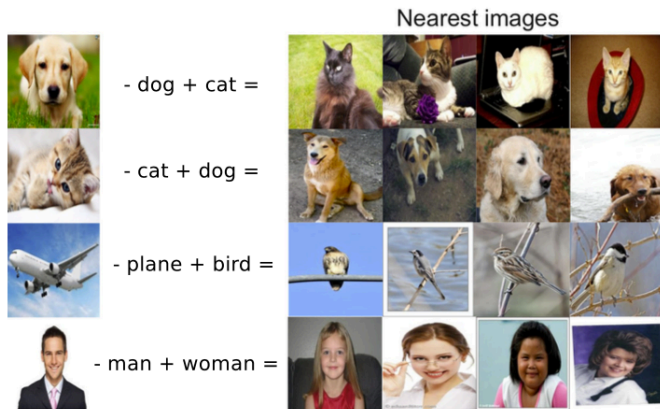 Nearest images
- dog + cat =
- cat + dog =
- plane + bird =
- man + woman =